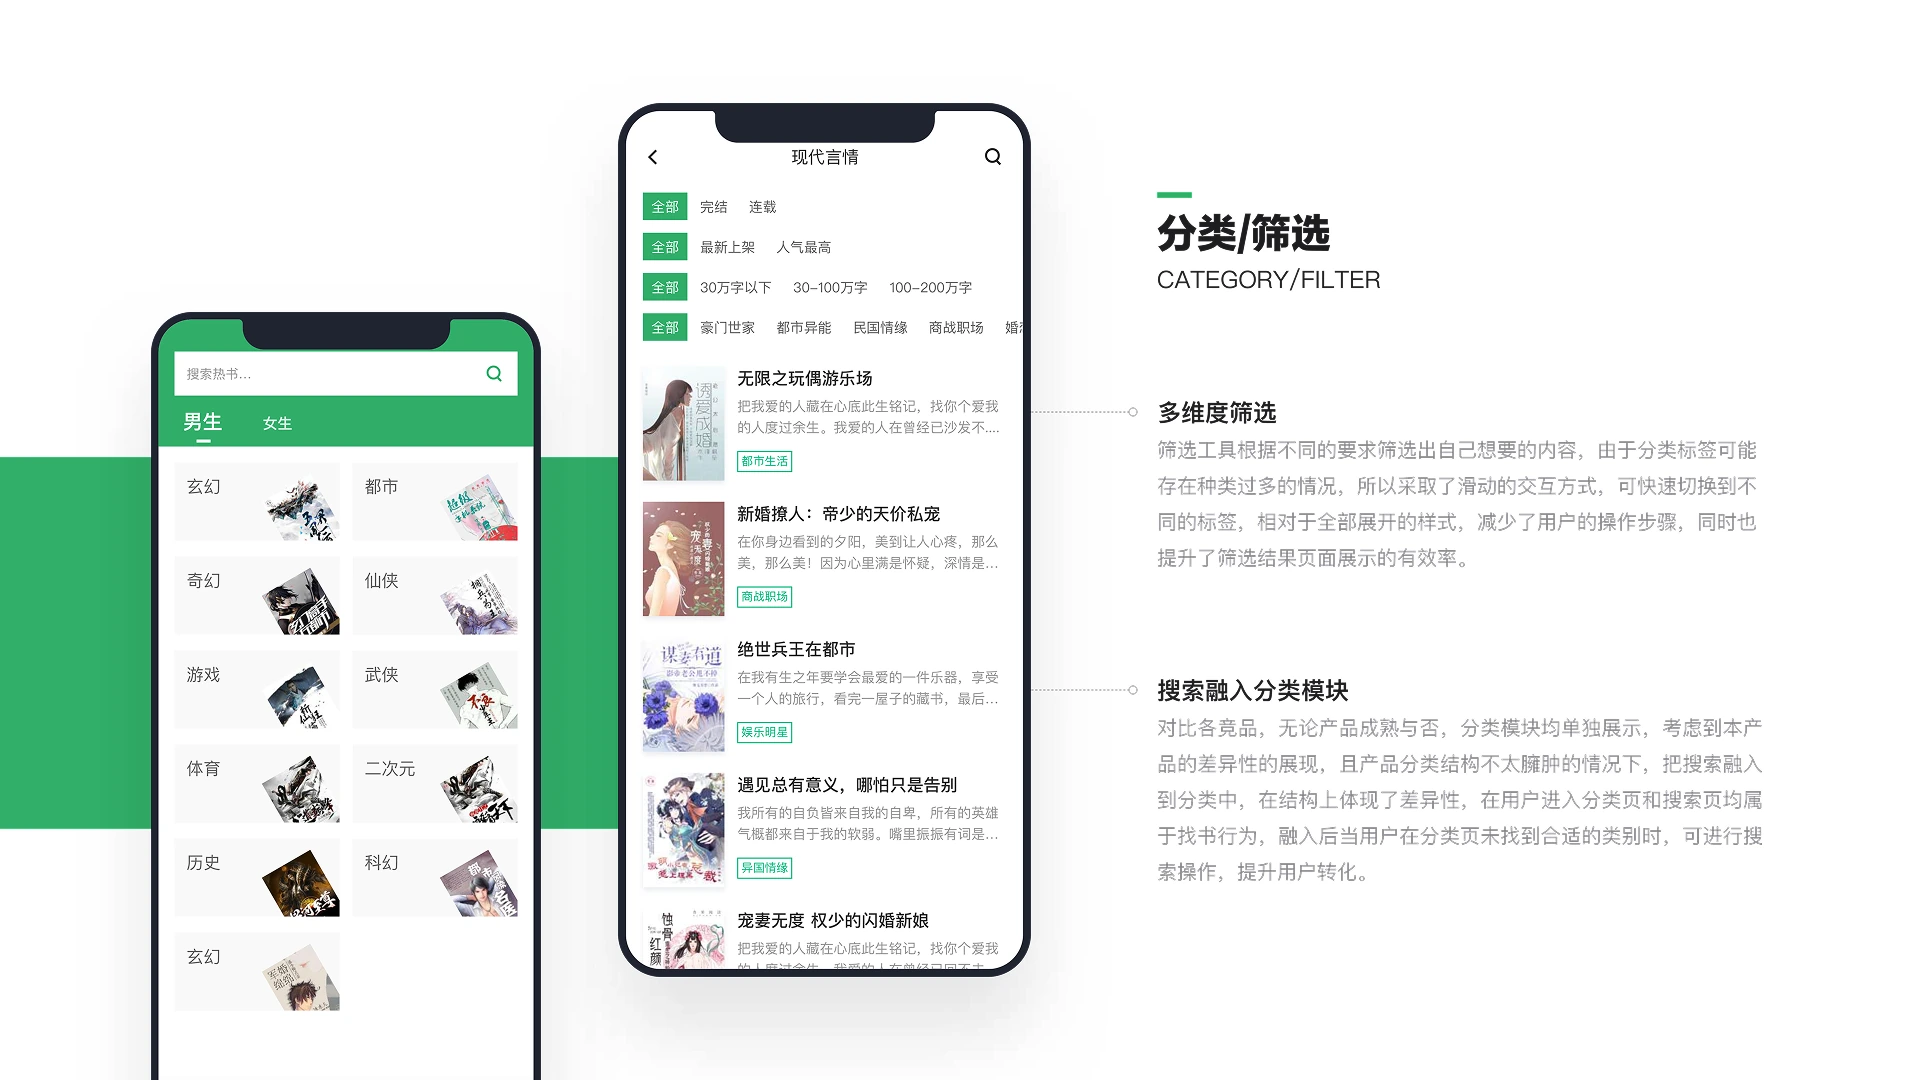 搜索热书...
男生
女生
玄幻
都市
奇幻
仙侠
游戏
武侠
体育
二次元
历史
科幻
玄幻
现代言情
全部 完结 连载
全部 最新上架 人气最高
全部 30万字以下 30-100万字 100-200万字
全部 豪门世家 都市异能 民国情缘 商战职场 婚
诱爱成婚
无限之玩偶游乐场
把我爱的人藏在心底此生铭记，找你个爱我
的人度过余生。我爱的人在曾经已沙发不....
都市生活
新婚撩人：帝少的天价私宠
在你身边看到的夕阳，美到让人心疼，那么
美，那么美！因为心里满是怀疑，深情是...
商战职场
谋妻有道
影帝老公甩不掉
绝世兵王在都市
在我有生之年要学会最爱的一件乐器，享受
一个人的旅行，看完一屋子的藏书，最后...
娱乐明星
遇见总有意义，哪怕只是告别
我所有的自负皆来自我的自卑，所有的英雄
气概都来自于我的软弱。嘴里振振有词是...
异国情缘
蚀骨
红颜
宠妻无度 权少的闪婚新娘
把我爱的人藏在心底此生铭记，找你个爱我
分类/筛选
CATEGORY/FILTER
多维度筛选
筛选工具根据不同的要求筛选出自己想要的内容，由于分类标签可能
存在种类过多的情况，所以采取了滑动的交互方式，可快速切换到不
同的标签，相对于全部展开的样式，减少了用户的操作步骤，同时也
提升了筛选结果页面展示的有效率。
搜索融入分类模块
对比各竞品，无论产品成熟与否，分类模块均单独展示，考虑到本产
品的差异性的展现，且产品分类结构不太臃肿的情况下，把搜索融入
到分类中，在结构上体现了差异性，在用户进入分类页和搜索页均属
于找书行为，融入后当用户在分类页未找到合适的类别时，可进行搜
索操作，提升用户转化。